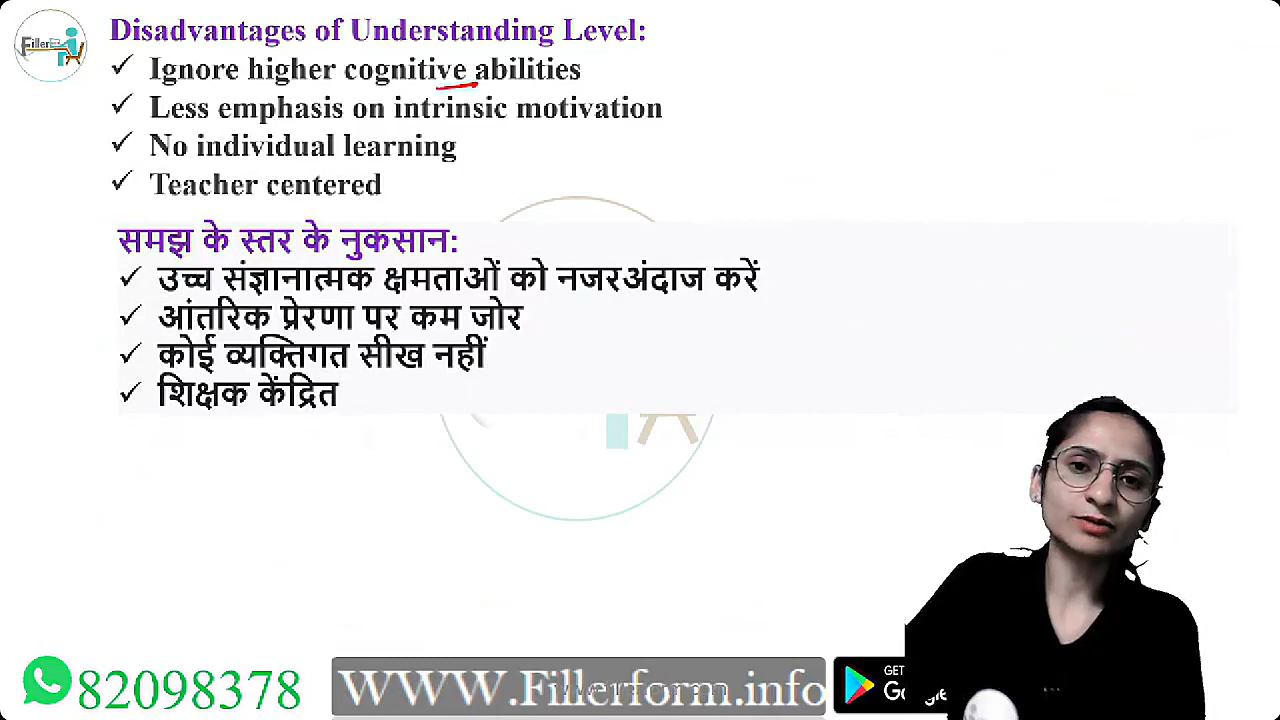 Filler
Disadvantages of Understanding Level:
✓ Ignore higher cognitive abilities
✓ Less emphasis on intrinsic motivation
✓ No individual learning
✓ Teacher centered
समझ के स्तर के नुकसान:
✓ उच्च संज्ञानात्मक क्षमताओं को नजरअंदाज करें
✓ आंतरिक प्रेरणा पर कम जोर
✓ कोई व्यक्तिगत सीख नहीं
✓ शिक्षक केंद्रित
82098378
WWW.Fillerform.info
GET